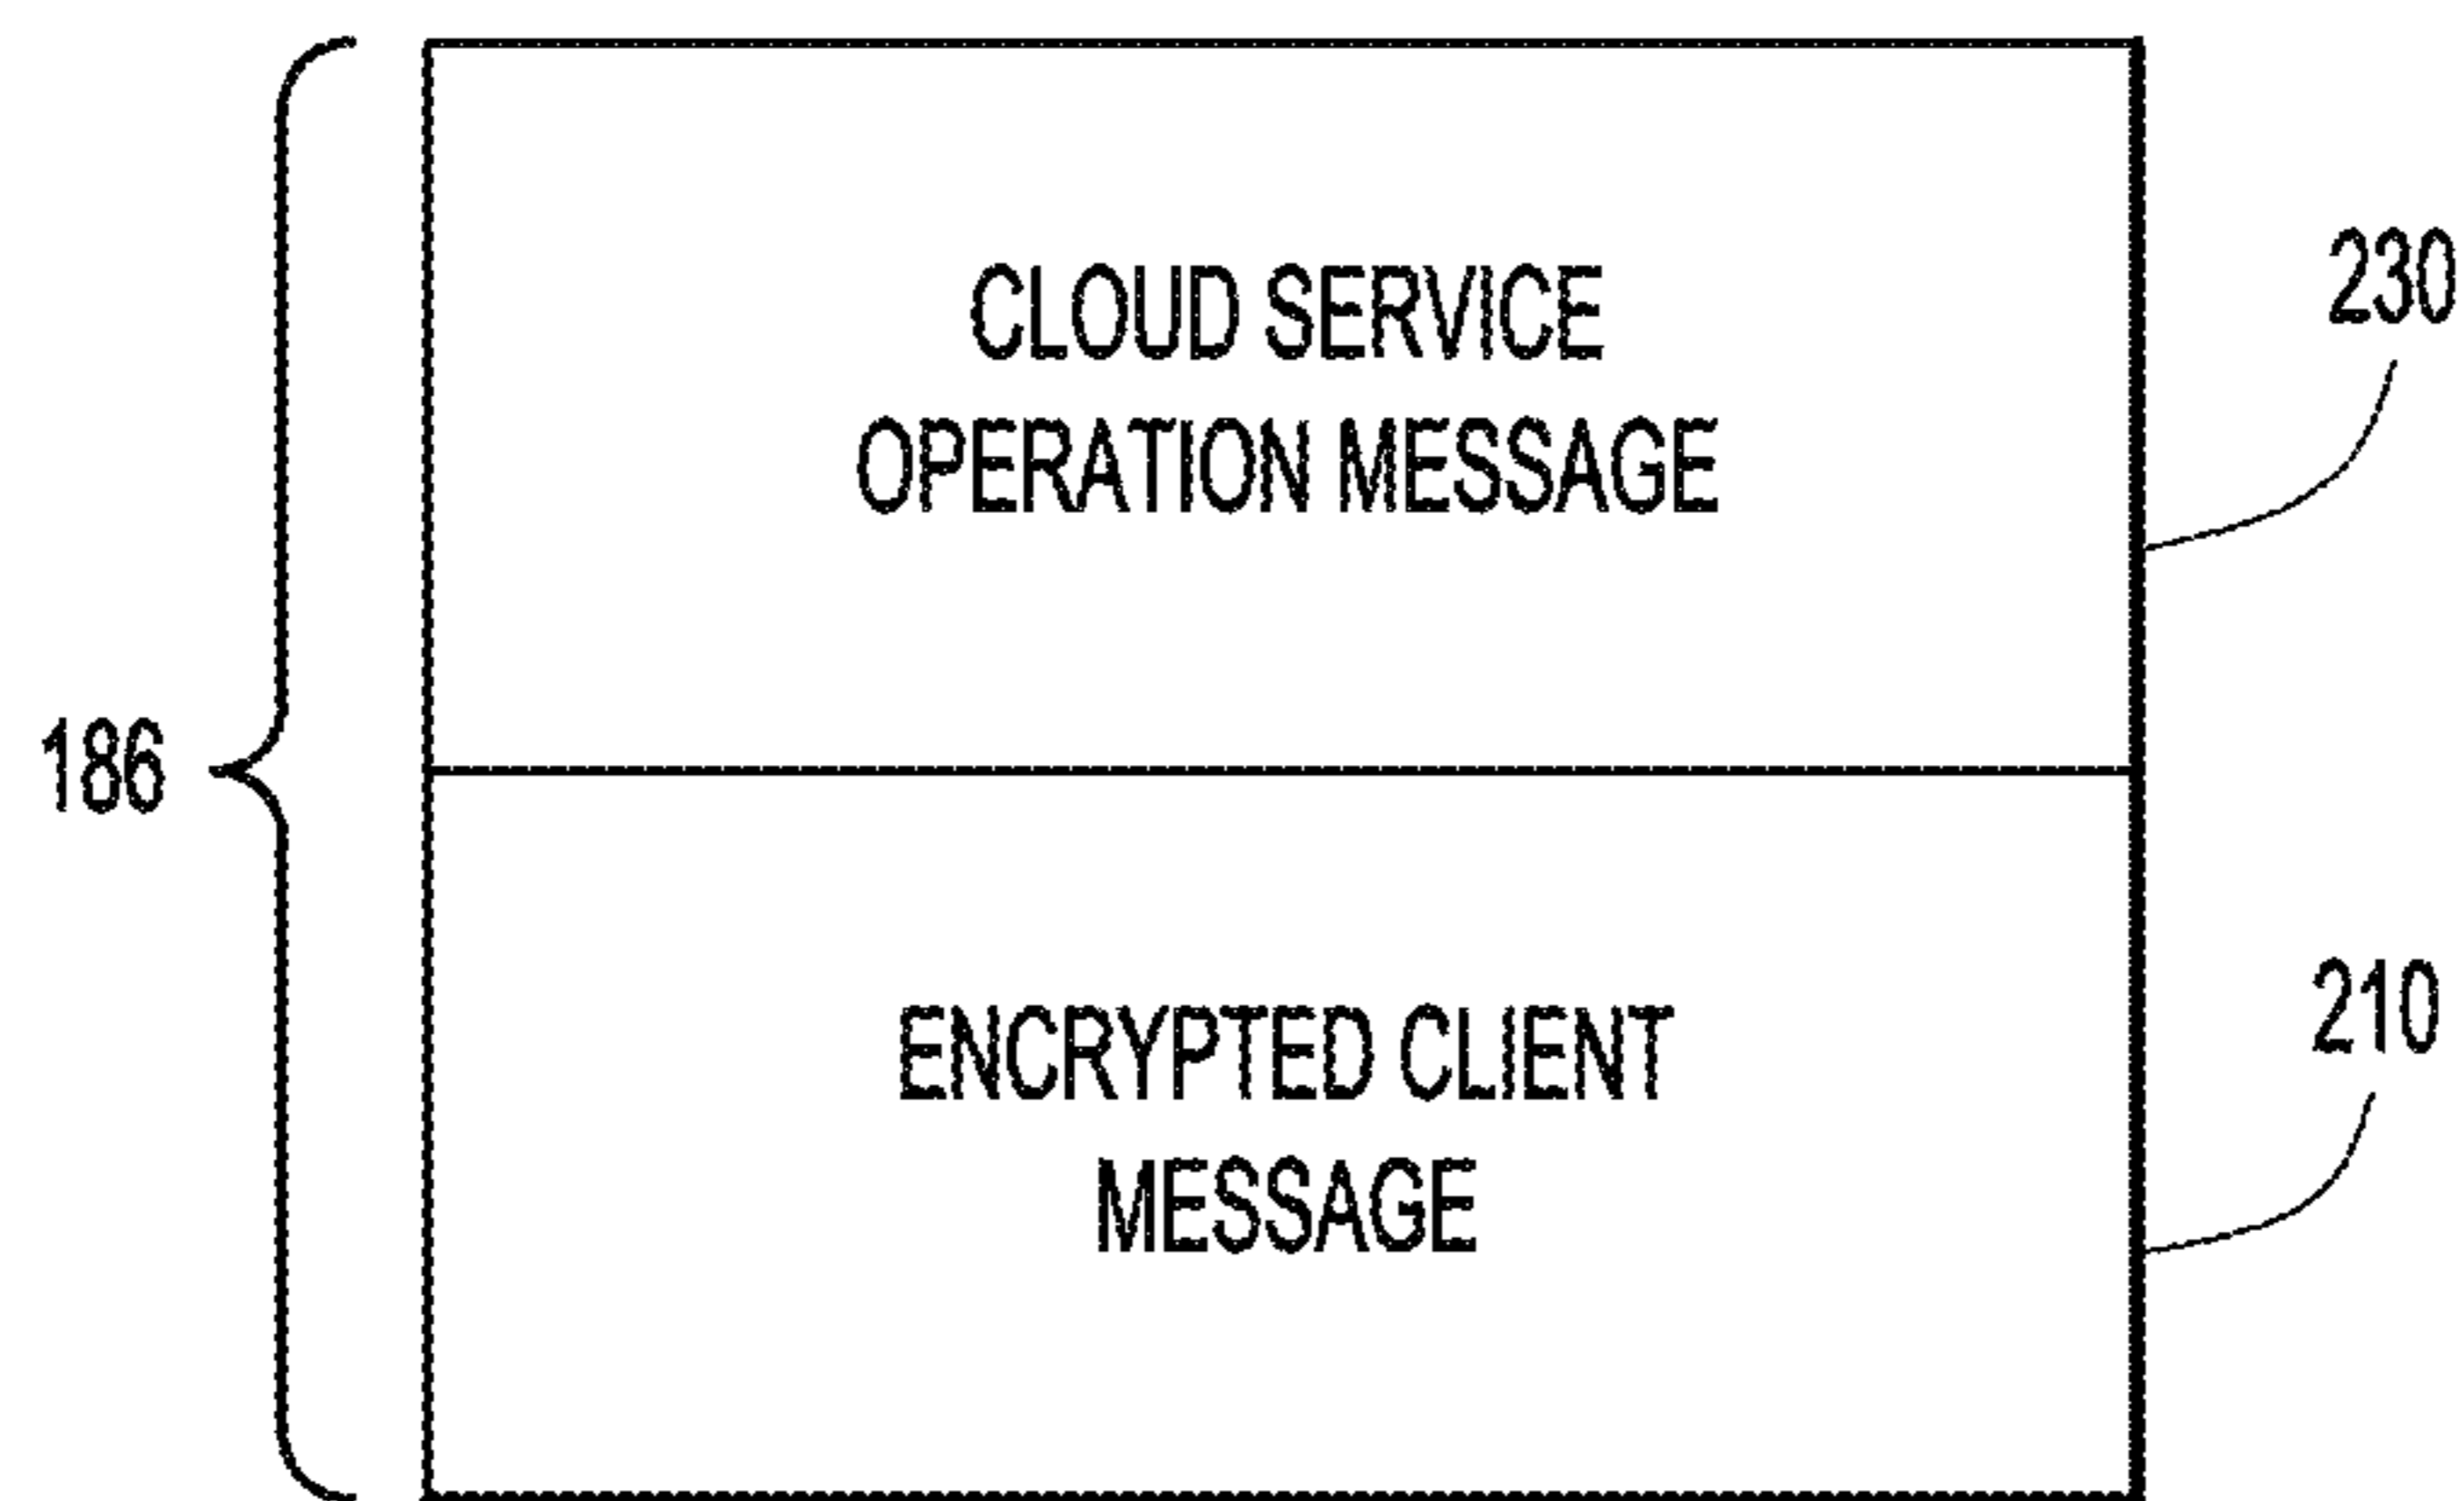 CLOUD SERVICE
OPERATION MESSAGE
230
186
ENCRYPTED CLIENT
MESSAGE
210